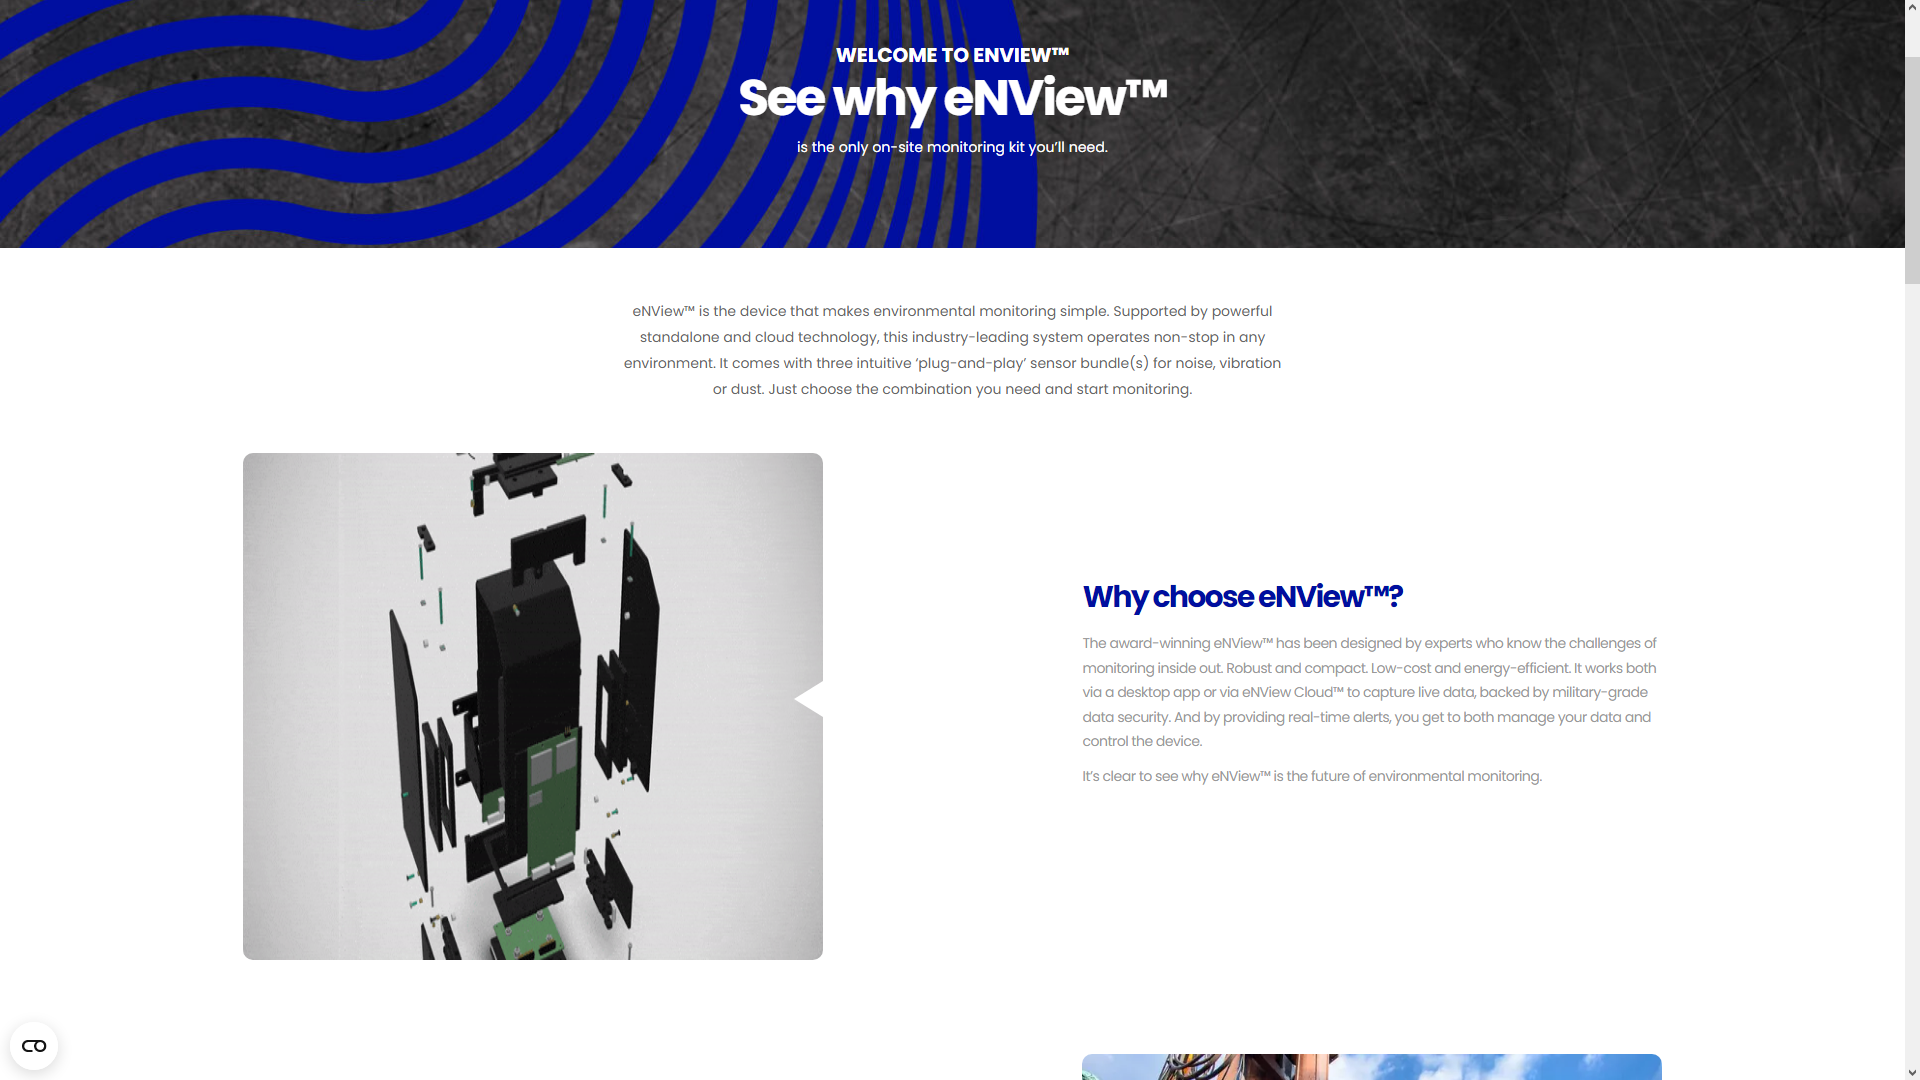 WELCOME TO ENVIEW™
See why eNView™
is the only on-site monitoring kit you’ll need.
eNView™ is the device that makes environmental monitoring simple. Supported by powerful
standalone and cloud technology, this industry-leading system operates non-stop in any
environment. It comes with three intuitive ‘plug-and-play’ sensor bundle(s) for noise, vibration
or dust. Just choose the combination you need and start monitoring.
Why choose eNView™?
The award-winning eNView™ has been designed by experts who know the challenges of
monitoring inside out. Robust and compact. Low-cost and energy-efficient. It works both
via a desktop app or via eNView Cloud™ to capture live data, backed by military-grade
data security. And by providing real-time alerts, you get to both manage your data and
control the device.
It’s clear to see why eNView™ is the future of environmental monitoring.